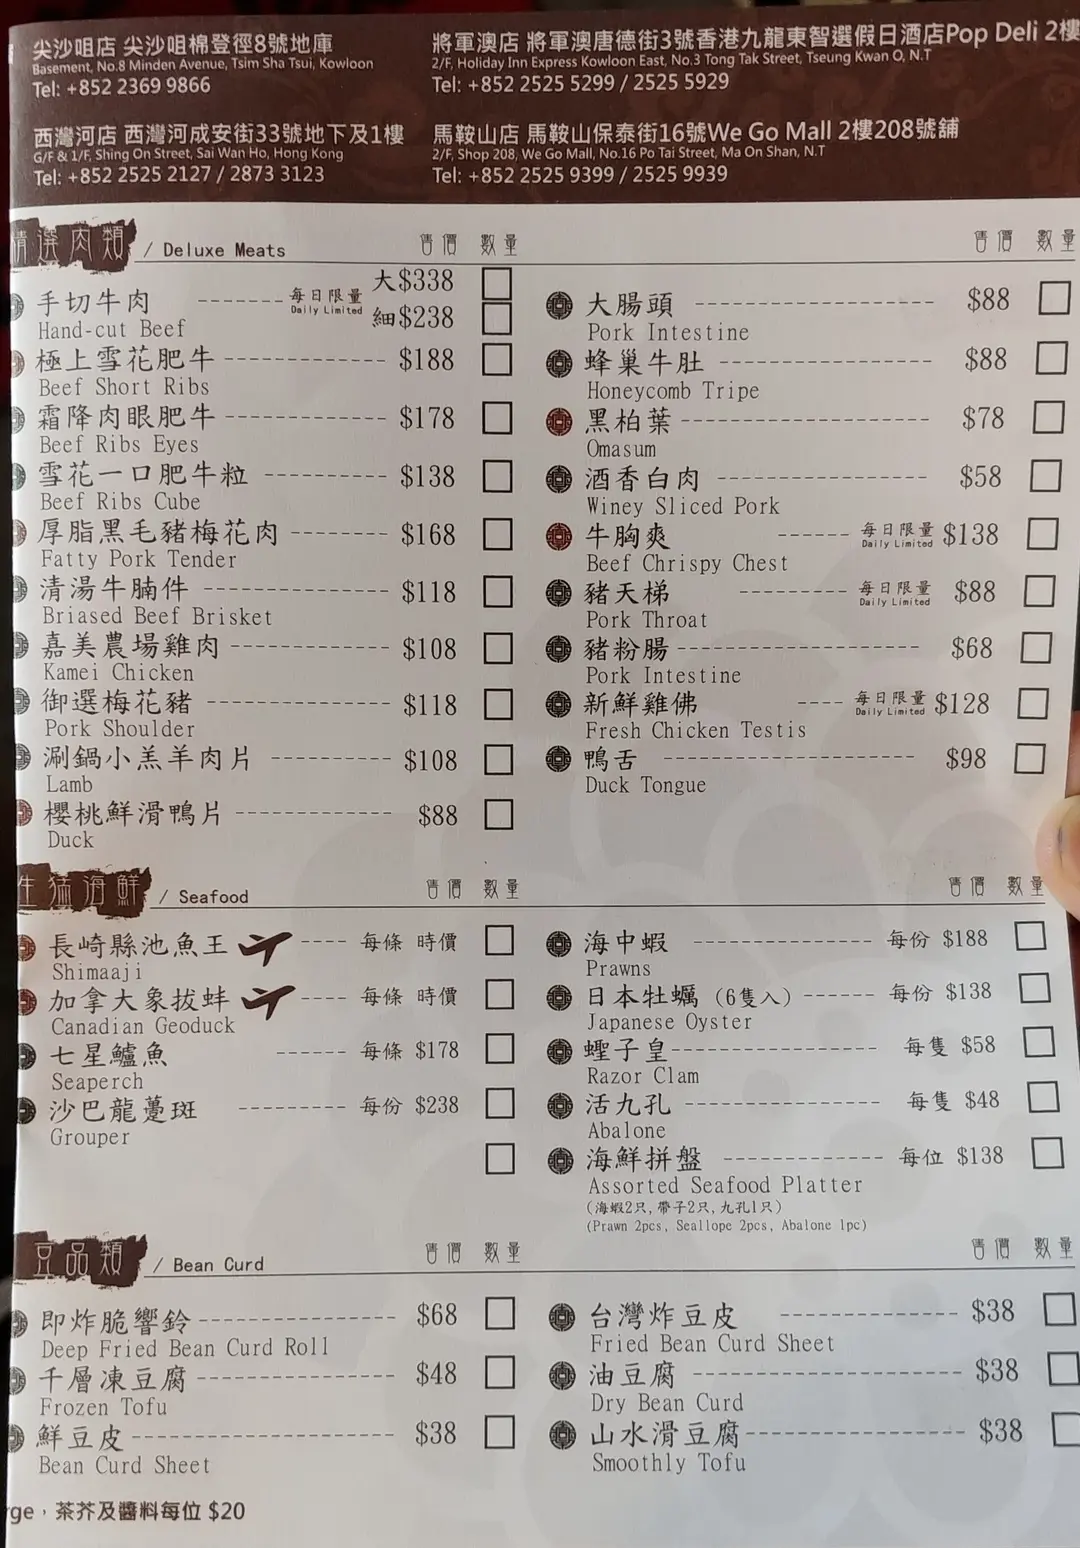 尖沙咀店 尖沙咀棉登徑8號地庫
Basement, No.8 Minden Avenue, Tsim Sha Tsui, Kowloon
Tel: +852 2369 9866
將軍澳店 將軍澳唐德街3號香港九龍東智選假日酒店Pop Deli 2樓
2/F, Holiday Inn Express Kowloon East, No.3 Tong Tak Street, Tseung Kwan O, N.T
Tel: +852 2525 5299 / 2525 5929
西灣河店 西灣河成安街33號地下及1樓
G/F & 1/F, Shing On Street, Sai Wan Ho, Hong Kong
Tel: +852 2525 2127 / 2873 3123
馬鞍山店 馬鞍山保泰街16號We Go Mall 2樓208號舖
2/F, Shop 208, We Go Mall, No.16 Po Tai Street, Ma On Shan, N.T
Tel: +852 2525 9399 / 2525 9939
精選肉類 / Deluxe Meats 售價 數量
手切牛肉 每日限量 大$338
Hand-cut Beef Daily Limited 細$238
極上雪花肥牛 $188
Beef Short Ribs
霜降肉眼肥牛 $178
Beef Ribs Eyes
雪花一口肥牛粒 $138
Beef Ribs Cube
厚脂黑毛豬梅花肉 $168
Fatty Pork Tender
清湯牛腩件 $118
Briased Beef Brisket
嘉美農場雞肉 $108
Kamei Chicken
御選梅花豬 $118
Pork Shoulder
涮鍋小羔羊肉片 $108
Lamb
櫻桃鮮滑鴨片 $88
Duck
售價 數量
大腸頭 $88
Pork Intestine
蜂巢牛肚 $88
Honeycomb Tripe
黑柏葉 $78
Omasum
酒香白肉 $58
Winey Sliced Pork
牛胸爽 每日限量 Daily Limited $138
Beef Chrispy Chest
豬天梯 每日限量 Daily Limited $88
Pork Throat
豬粉腸 $68
Pork Intestine
新鮮雞佛 每日限量 Daily Limited $128
Fresh Chicken Testis
鴨舌 $98
Duck Tongue
生猛海鮮 / Seafood 售價 數量
長崎縣池魚王 每條 時價
Shimaaji
加拿大象拔蚌 每條 時價
Canadian Geoduck
七星鱸魚 每條 $178
Seaperch
沙巴龍躉斑 每份 $238
Grouper
售價 數量
海中蝦 每份 $188
Prawns
日本牡蠣 (6隻入) 每份 $138
Japanese Oyster
蟶子皇 每隻 $58
Razor Clam
活九孔 每隻 $48
Abalone
海鮮拼盤 每位 $138
Assorted Seafood Platter
(海蝦2只, 帶子2只, 九孔1只)
(Prawn 2pcs, Seallope 2pcs, Abalone 1pc)
豆品類 / Bean Curd 售價 數量
即炸脆響鈴 $68
Deep Fried Bean Curd Roll
千層凍豆腐 $48
Frozen Tofu
鮮豆皮 $38
Bean Curd Sheet
售價 數量
台灣炸豆皮 $38
Fried Bean Curd Sheet
油豆腐 $38
Dry Bean Curd
山水滑豆腐 $38
Smoothly Tofu
rge，茶芥及醬料每位 $20